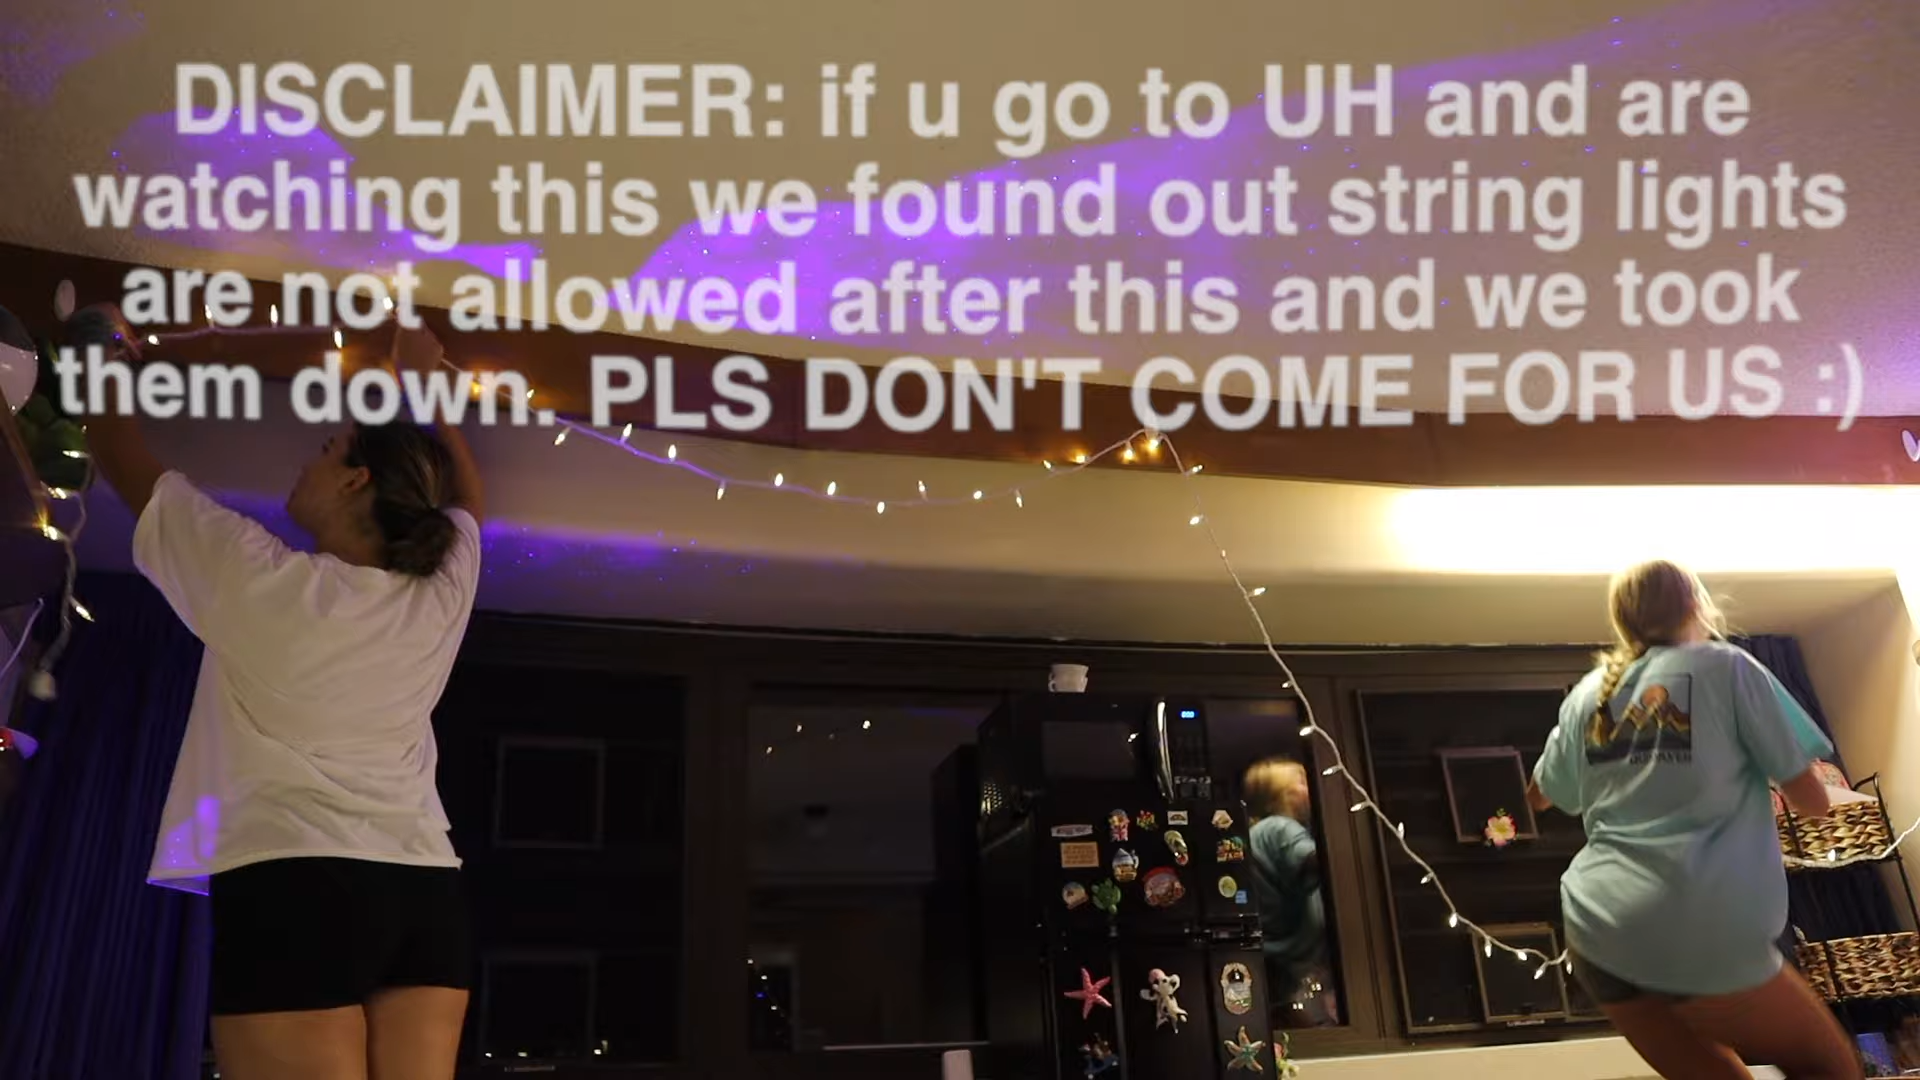 DISCLAIMER: if u go to UH and are
watching this we found out string lights
are not allowed after this and we took
them down. PLS DON'T COME FOR US :)